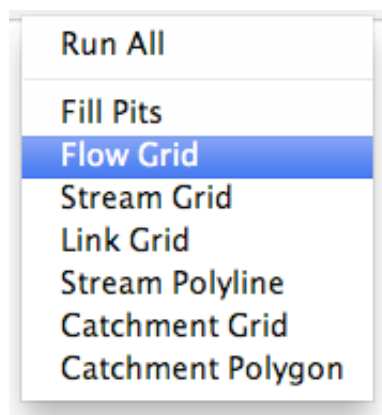 Run All
Fill Pits
Flow Grid
Stream Grid
Link Grid
Stream Polyline
Catchment Grid
Catchment Polygon